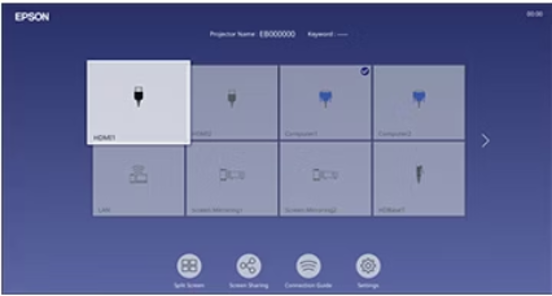 EPSON
00:00
Projector Name EB000000 Keyword : ----
HDMI1
HDMI2
Computer1
Computer2
LAN
Screen Mirroring1
Screen Mirroring2
HDBaseT
Split Screen
Screen Sharing
Connection Guide
Settings